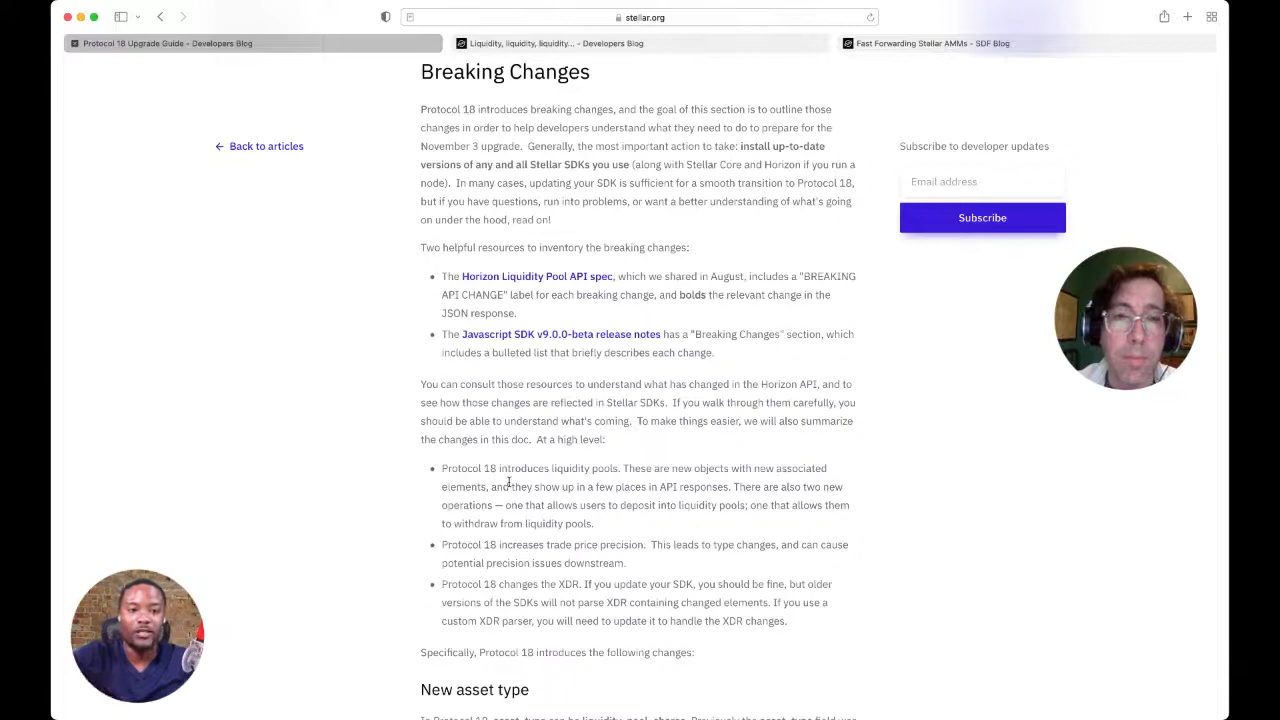 stellar.org
Protocol 18 Upgrade Guide - Developers Blog
Liquidity, liquidity, liquidity... - Developers Blog
Fast Forwarding Stellar AMMs - SDF Blog
Breaking Changes
← Back to articles
Protocol 18 introduces breaking changes, and the goal of this section is to outline those
changes in order to help developers understand what they need to do to prepare for the
November 3 upgrade. Generally, the most important action to take: install up-to-date
versions of any and all Stellar SDKs you use (along with Stellar Core and Horizon if you run a
node). In many cases, updating your SDK is sufficient for a smooth transition to Protocol 18,
but if you have questions, run into problems, or want a better understanding of what's going
on under the hood, read on!
Subscribe to developer updates
Email address
Subscribe
Two helpful resources to inventory the breaking changes:
• The Horizon Liquidity Pool API spec, which we shared in August, includes a "BREAKING
API CHANGE" label for each breaking change, and bolds the relevant change in the
JSON response.
• The Javascript SDK v9.0.0-beta release notes has a "Breaking Changes" section, which
includes a bulleted list that briefly describes each change.
You can consult those resources to understand what has changed in the Horizon API, and to
see how those changes are reflected in Stellar SDKs. If you walk through them carefully, you
should be able to understand what's coming. To make things easier, we will also summarize
the changes in this doc. At a high level:
• Protocol 18 introduces liquidity pools. These are new objects with new associated
elements, and they show up in a few places in API responses. There are also two new
operations — one that allows users to deposit into liquidity pools; one that allows them
to withdraw from liquidity pools.
• Protocol 18 increases trade price precision. This leads to type changes, and can cause
potential precision issues downstream.
• Protocol 18 changes the XDR. If you update your SDK, you should be fine, but older
versions of the SDKs will not parse XDR containing changed elements. If you use a
custom XDR parser, you will need to update it to handle the XDR changes.
Specifically, Protocol 18 introduces the following changes:
New asset type
In Protocol 18, asset_type can be liquidity_pool_shares. Previously the asset_type field was